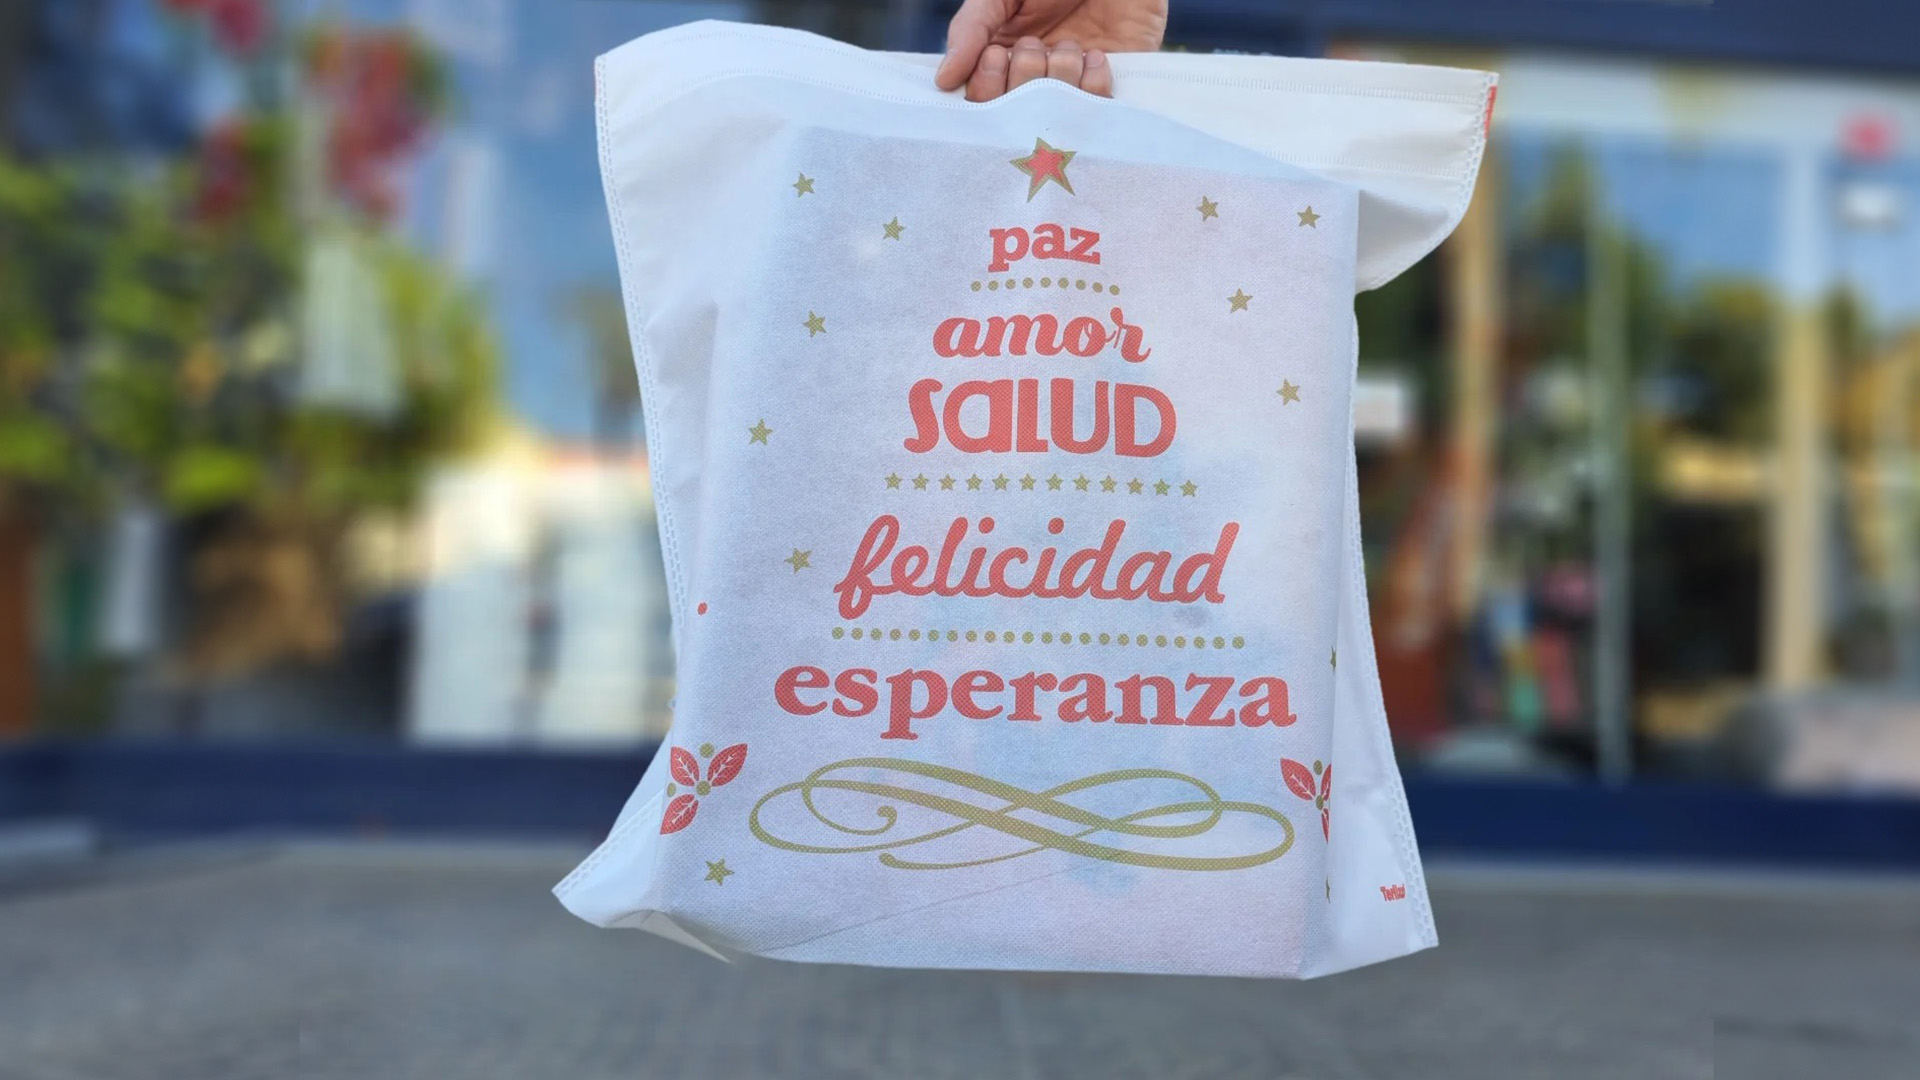 paz
amor
SALUD
felicidad
esperanza